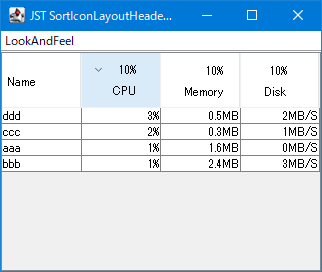 JST SortIconLayoutHeade...
LookAndFeel
10% 10% 10%
Name CPU Memory Disk
ddd 3% 0.5MB 2MB/S
ccc 2% 0.3MB 1MB/S
aaa 1% 1.6MB 0MB/S
bbb 1% 2.4MB 3MB/S